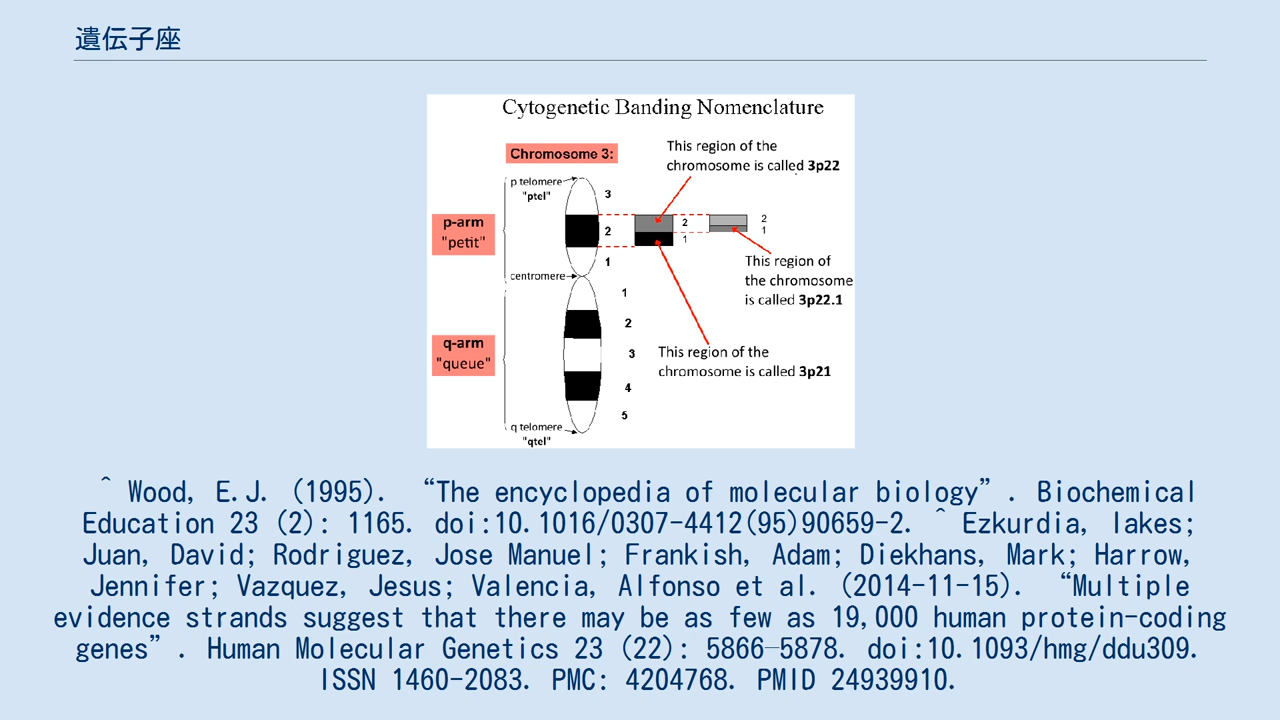 遺伝子座
Cytogenetic Banding Nomenclature
Chromosome 3:
This region of the
chromosome is called 3p22
p telomere
"ptel"
3
p-arm
"petit"
2
2
1
2
1
1
centromere
This region of
the chromosome
is called 3p22.1
1
2
q-arm
"queue"
3
This region of the
chromosome is called 3p21
4
5
q telomere
"qtel"
^ Wood, E.J. (1995). “The encyclopedia of molecular biology”. Biochemical
Education 23 (2): 1165. doi:10.1016/0307-4412(95)90659-2. ^ Ezkurdia, Iakes;
Juan, David; Rodriguez, Jose Manuel; Frankish, Adam; Diekhans, Mark; Harrow,
Jennifer; Vazquez, Jesus; Valencia, Alfonso et al. (2014-11-15). “Multiple
evidence strands suggest that there may be as few as 19,000 human protein-coding
genes”. Human Molecular Genetics 23 (22): 5866–5878. doi:10.1093/hmg/ddu309.
ISSN 1460-2083. PMC: 4204768. PMID 24939910.